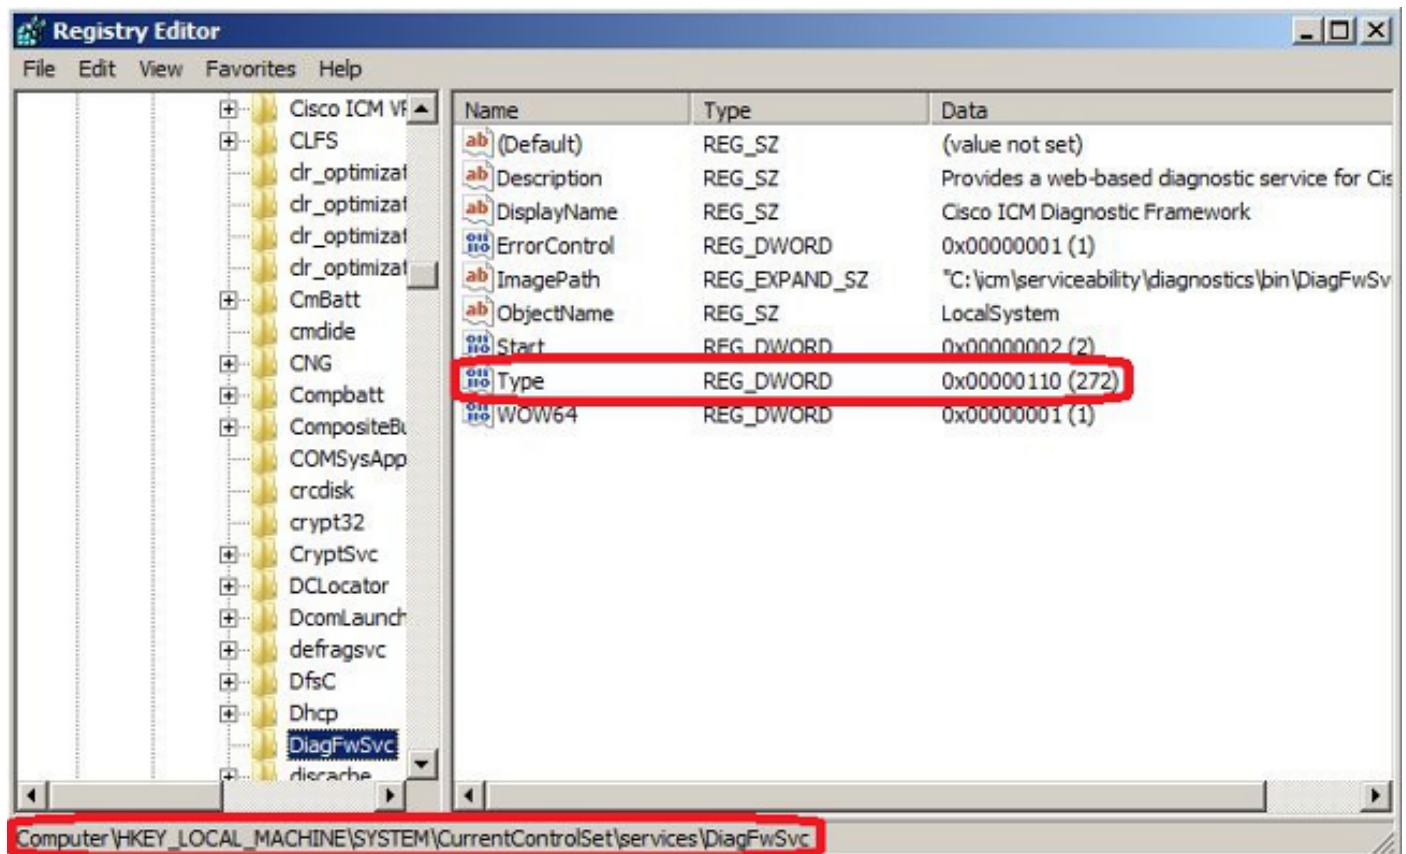 Registry Editor
File Edit View Favorites Help
Cisco ICM VF
CLFS
clr_optimizat
clr_optimizat
clr_optimizat
clr_optimizat
CmBatt
cmdide
CNG
Compbatt
CompositeBu
COMSysApp
crcdisk
crypt32
CryptSvc
DCLocator
DcomLaunch
defragsvc
DfsC
Dhcp
DiagFwSvc
discache
Name Type Data
(Default) REG_SZ (value not set)
Description REG_SZ Provides a web-based diagnostic service for Cis
DisplayName REG_SZ Cisco ICM Diagnostic Framework
ErrorControl REG_DWORD 0x00000001 (1)
ImagePath REG_EXPAND_SZ "C:\icm\serviceability\diagnostics\bin\DiagFwSv
ObjectName REG_SZ LocalSystem
Start REG_DWORD 0x00000002 (2)
Type REG_DWORD 0x00000110 (272)
WOW64 REG_DWORD 0x00000001 (1)
Computer\HKEY_LOCAL_MACHINE\SYSTEM\CurrentControlSet\services\DiagFwSvc